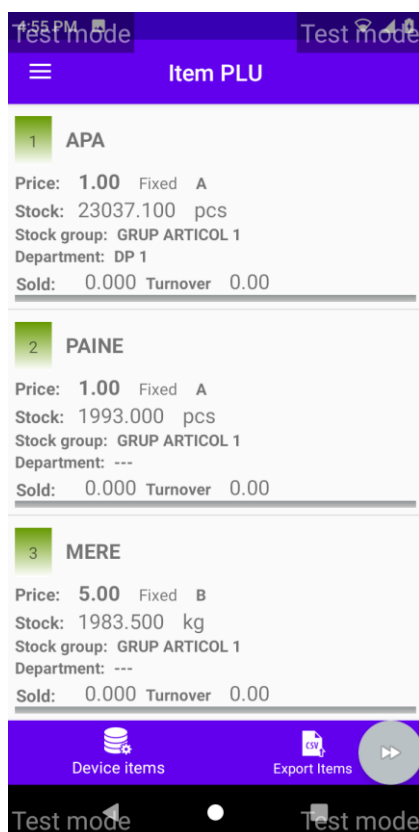 4:55 PM
Test mode Test mode
Item PLU
1 APA
Price: 1.00 Fixed A
Stock: 23037.100 pcs
Stock group: GRUP ARTICOL 1
Department: DP 1
Sold: 0.000 Turnover 0.00
2 PAINE
Price: 1.00 Fixed A
Stock: 1993.000 pcs
Stock group: GRUP ARTICOL 1
Department: ---
Sold: 0.000 Turnover 0.00
3 MERE
Price: 5.00 Fixed B
Stock: 1983.500 kg
Stock group: GRUP ARTICOL 1
Department: ---
Sold: 0.000 Turnover 0.00
CSV
Device items Export Items
Test mode Test mode